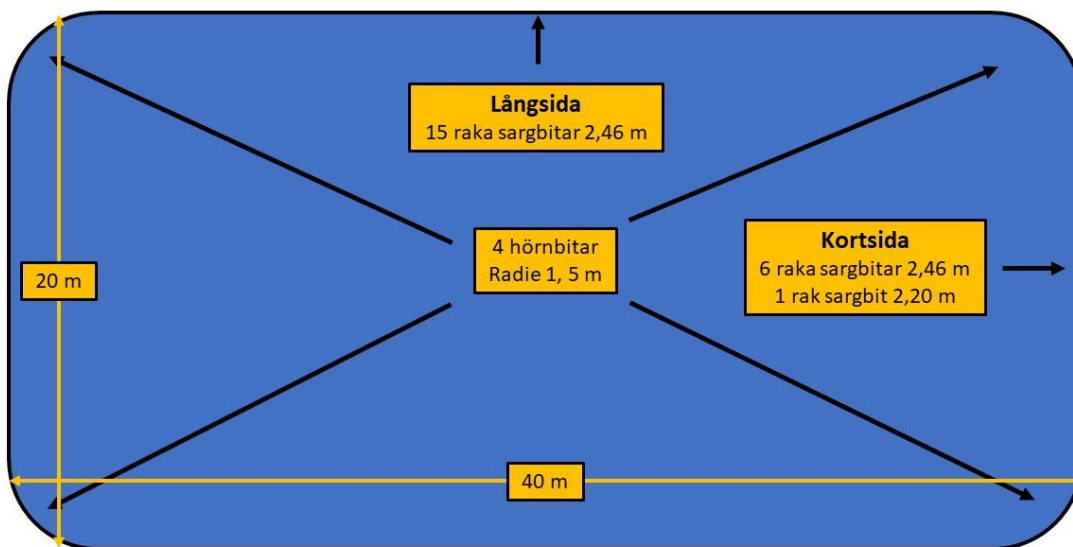 Långsida
15 raka sargbitar 2,46 m
4 hörnbitar
Radie 1, 5 m
Kortsida
6 raka sargbitar 2,46 m
1 rak sargbit 2,20 m
20 m
40 m